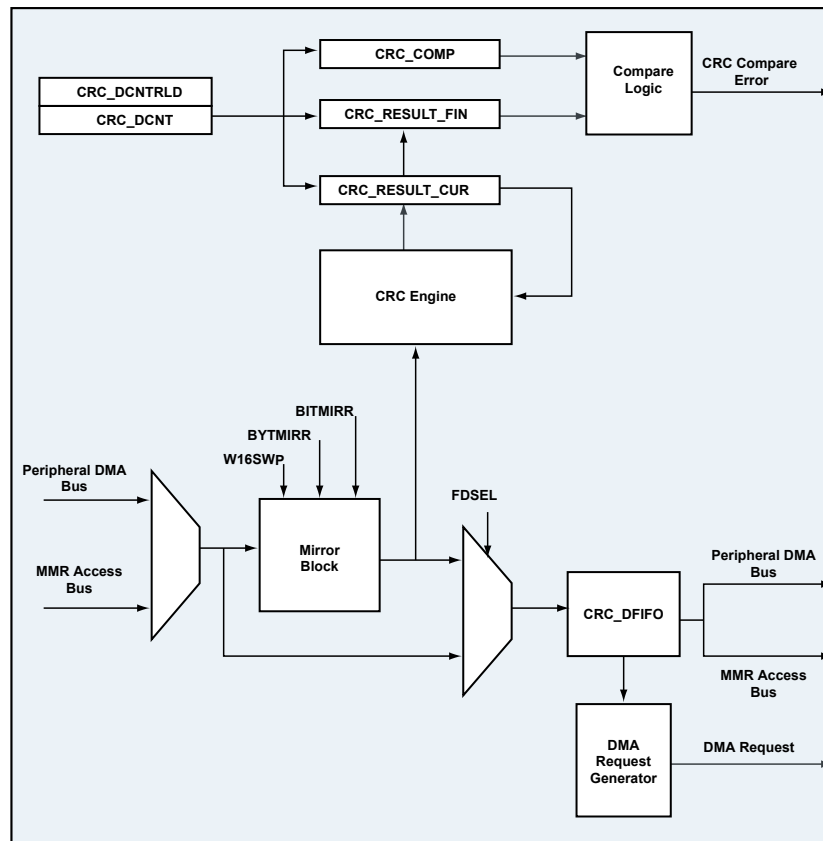 CRC_COMP
CRC_DCNTRLD
CRC_DCNT
CRC_RESULT_FIN
CRC_RESULT_CUR
Compare
Logic
CRC Compare
Error
CRC Engine
BITMIRR
BYTMIRR
W16SWP
Peripheral DMA
Bus
MMR Access
Bus
Mirror
Block
FDSEL
CRC_DFIFO
Peripheral DMA
Bus
MMR Access
Bus
DMA
Request
Generator
DMA Request